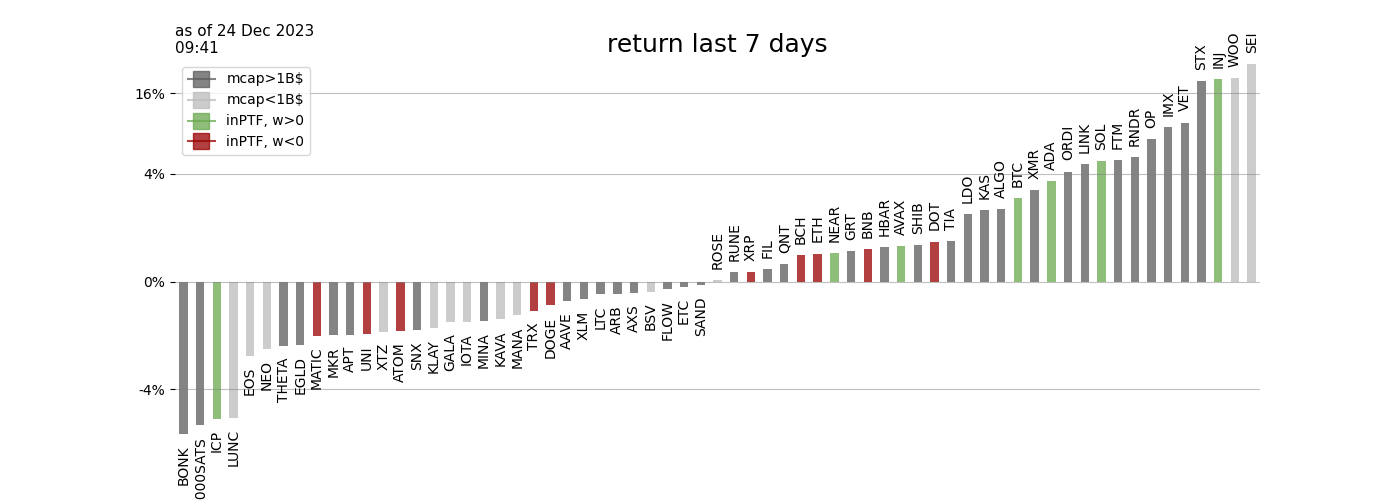 as of 24 Dec 2023
09:41
return last 7 days
mcap>1B$
mcap<1B$
inPTF, w>0
inPTF, w<0
16%
4%
0%
-4%
BONK
000SATS
ICP
LUNC
EOS
NEO
THETA
EGLD
MATIC
MKR
APT
UNI
XTZ
ATOM
SNX
KLAY
GALA
IOTA
MINA
KAVA
MANA
TRX
DOGE
AAVE
XLM
LTC
ARB
AXS
BSV
FLOW
ETC
SAND
ROSE
RUNE
XRP
FIL
QNT
BCH
ETH
NEAR
GRT
BNB
HBAR
AVAX
SHIB
DOT
TIA
LDO
KAS
ALGO
BTC
XMR
ADA
ORDI
LINK
SOL
FTM
RNDR
OP
IMX
VET
STX
INJ
WOO
SEI